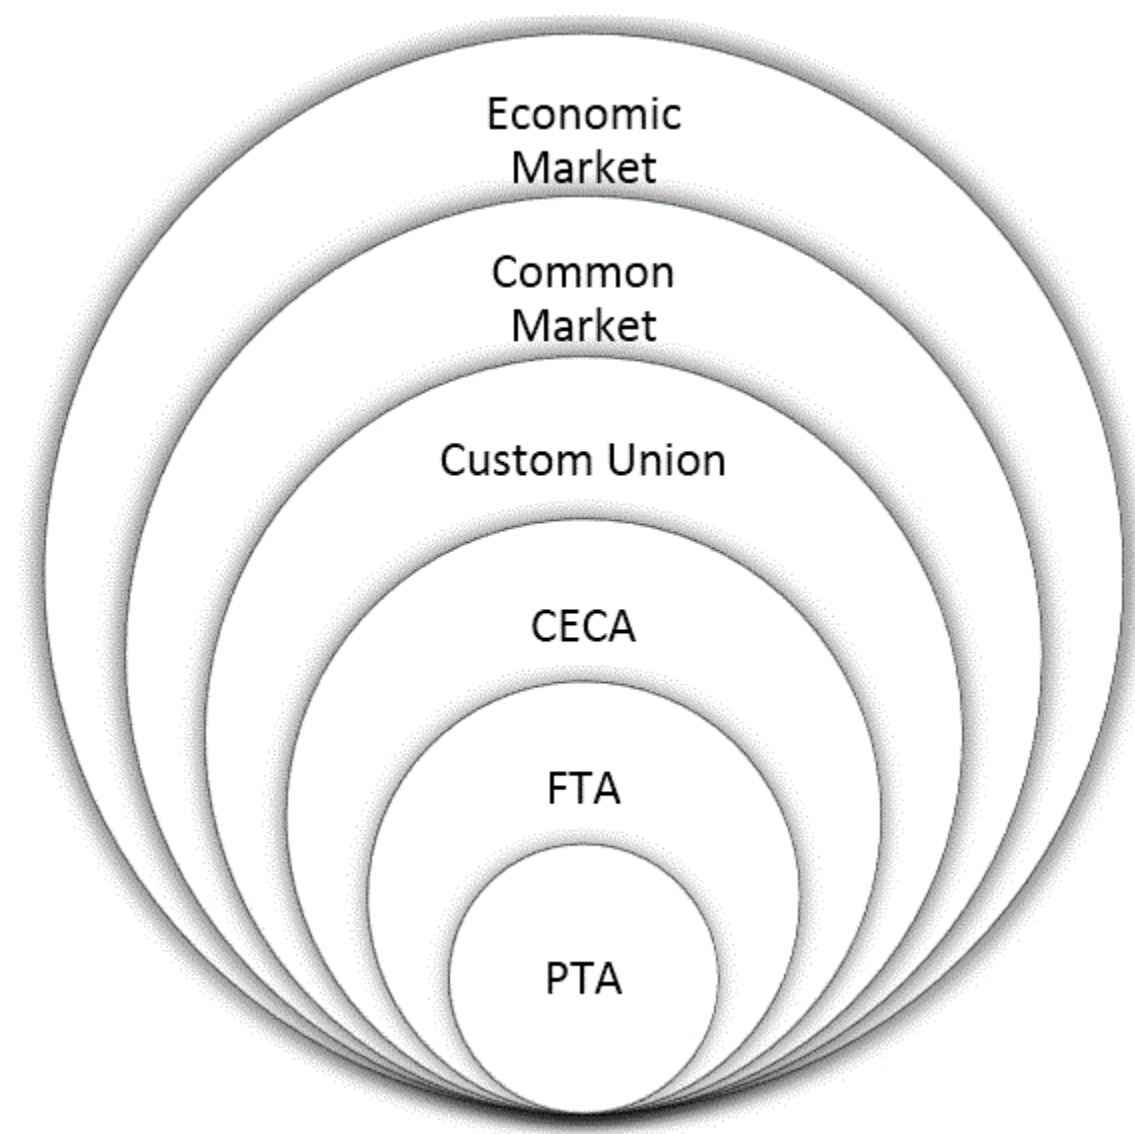 Economic
Market
Common
Market
Custom Union
CECA
FTA
PTA